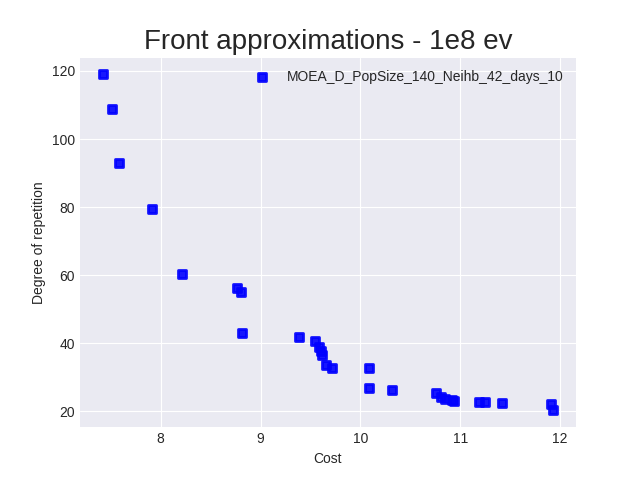 Front approximations - 1e8 ev
MOEA_D_PopSize_140_Neihb_42_days_10
120
100
80
60
40
20
Degree of repetition
8
9
10
11
12
Cost